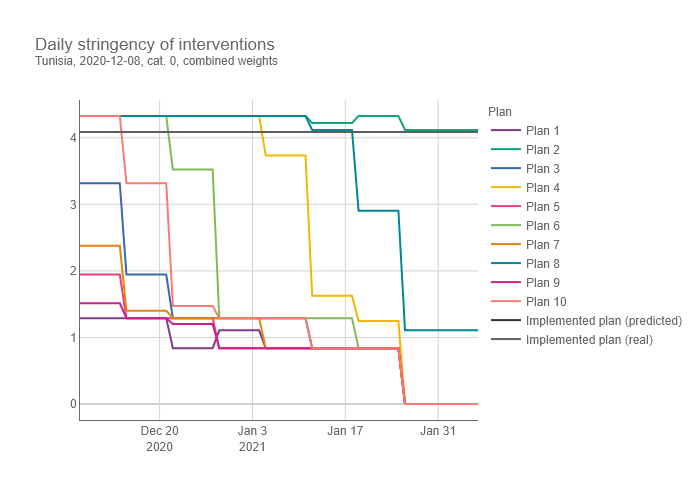 Daily stringency of interventions
Tunisia, 2020-12-08, cat. 0, combined weights
Plan
Plan 1
Plan 2
Plan 3
Plan 4
Plan 5
Plan 6
Plan 7
Plan 8
Plan 9
Plan 10
Implemented plan (predicted)
Implemented plan (real)
4
3
2
1
0
Dec 20
2020
Jan 3
2021
Jan 17
Jan 31